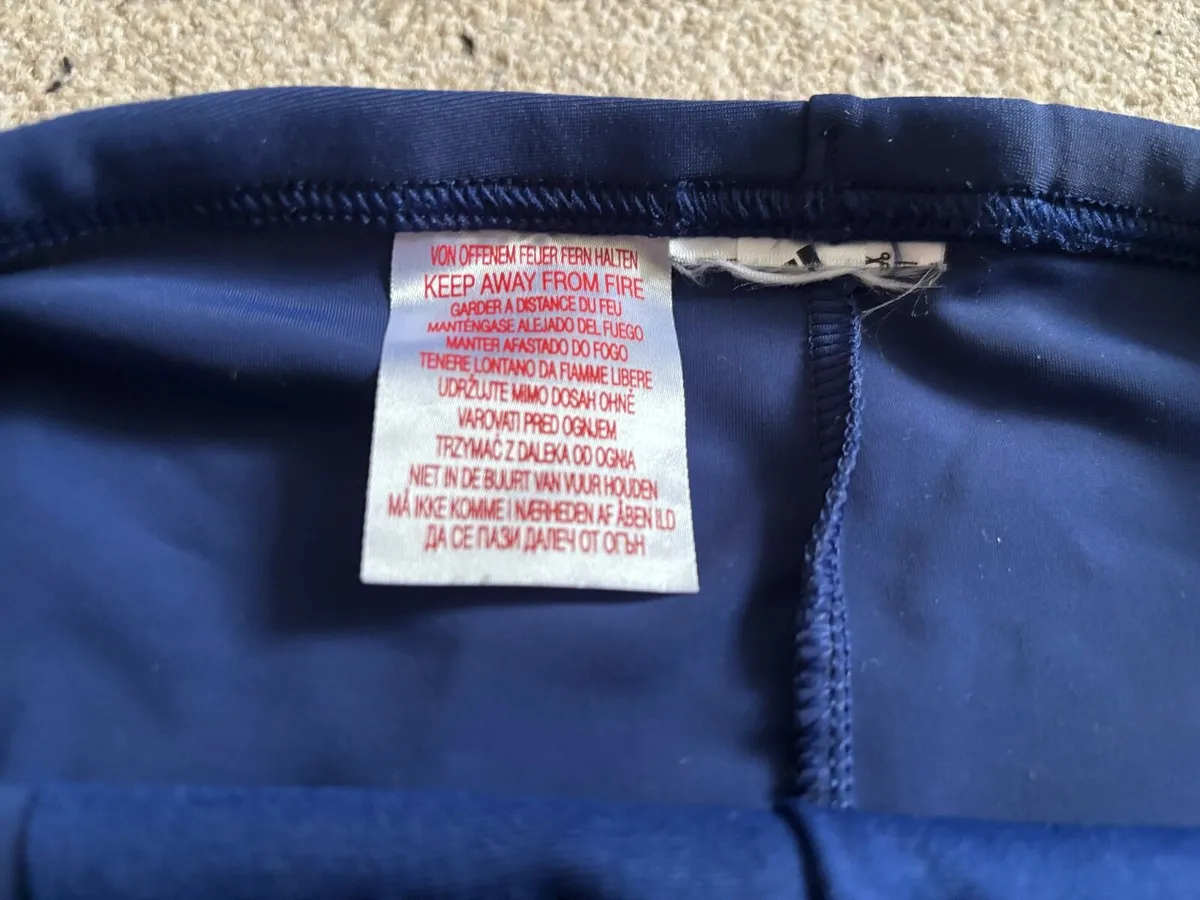 VON OFFENEM FEUER FERN HALTEN
KEEP AWAY FROM FIRE
GARDER A DISTANCE DU FEU
MANTÉNGASE ALEJADO DEL FUEGO
MANTER AFASTADO DO FOGO
TENERE LONTANO DA FIAMME LIBERE
UDRŽUJTE MIMO DOSAH OHNĚ
VAROVATI PRED OGNJEM
TRZYMAĆ Z DALEKA OD OGNIA
NIET IN DE BUURT VAN VUUR HOUDEN
MÅ IKKE KOMME I NÆRHEDEN AF ÅBEN ILD
ДА СЕ ПАЗИ ДАЛЕЧ ОТ ОГЪН